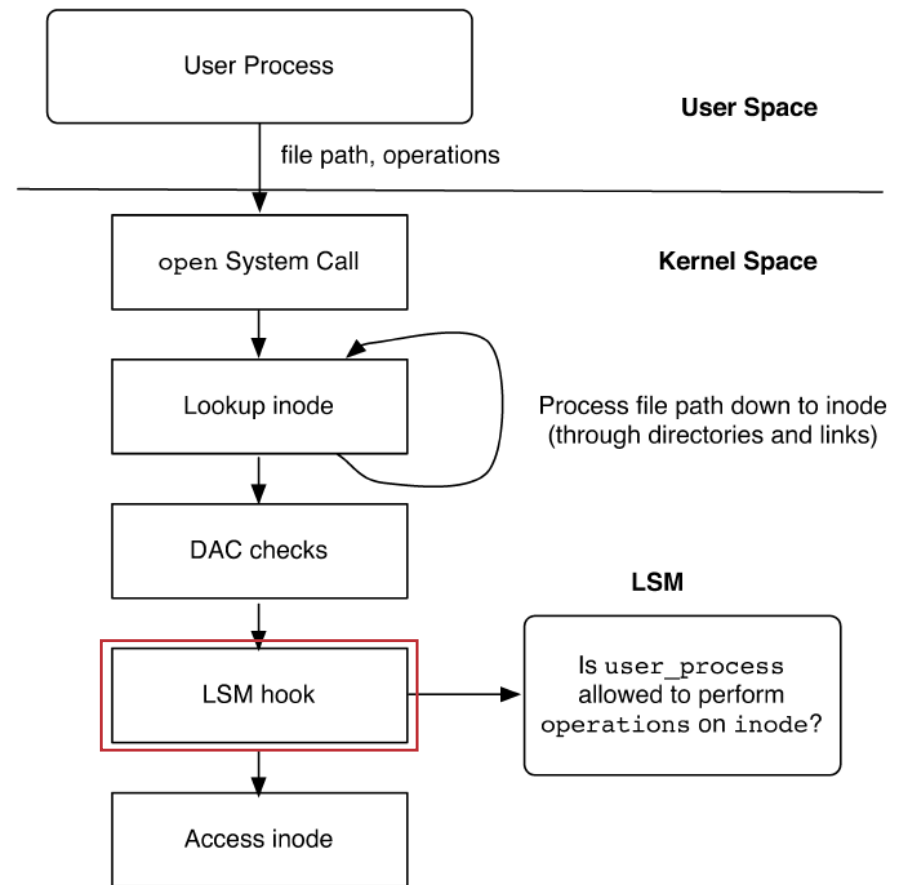 User Process
User Space
file path, operations
open System Call
Kernel Space
Lookup inode
Process file path down to inode
(through directories and links)
DAC checks
LSM
LSM hook
Is user_process
allowed to perform
operations on inode?
Access inode